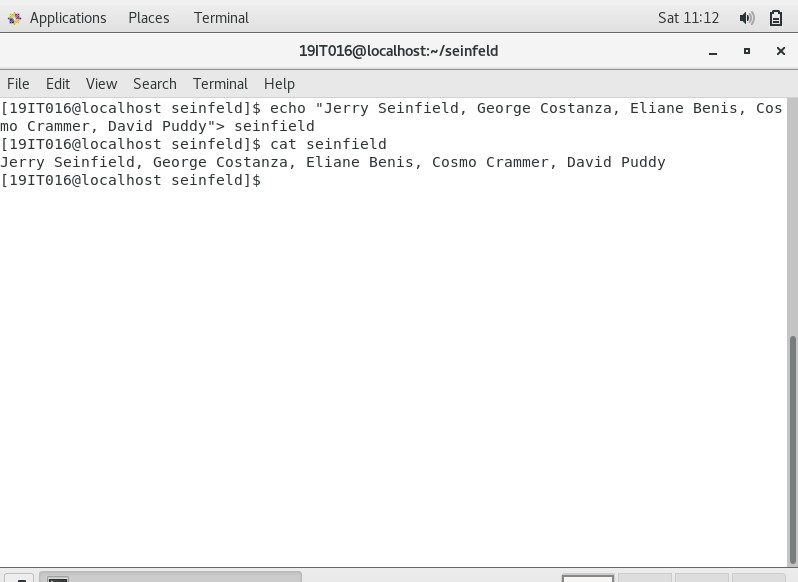 Applications Places Terminal Sat 11:12
19IT016@localhost:~/seinfeld
File Edit View Search Terminal Help
[19IT016@localhost seinfeld]$ echo "Jerry Seinfield, George Costanza, Eliane Benis, Cos
mo Crammer, David Puddy"> seinfield
[19IT016@localhost seinfeld]$ cat seinfield
Jerry Seinfield, George Costanza, Eliane Benis, Cosmo Crammer, David Puddy
[19IT016@localhost seinfeld]$